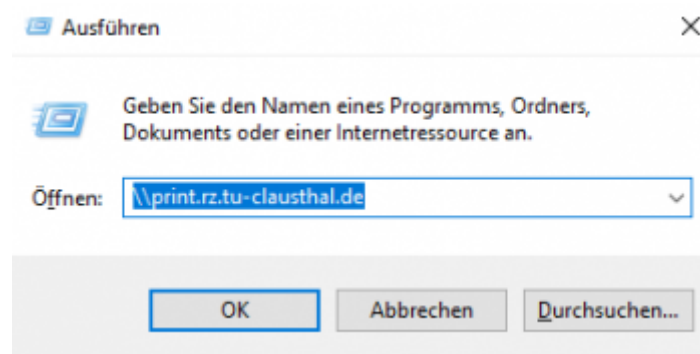 Ausführen
Geben Sie den Namen eines Programms, Ordners,
Dokuments oder einer Internetressource an.
Öffnen: \\print.rz.tu-clausthal.de
OK Abbrechen Durchsuchen...